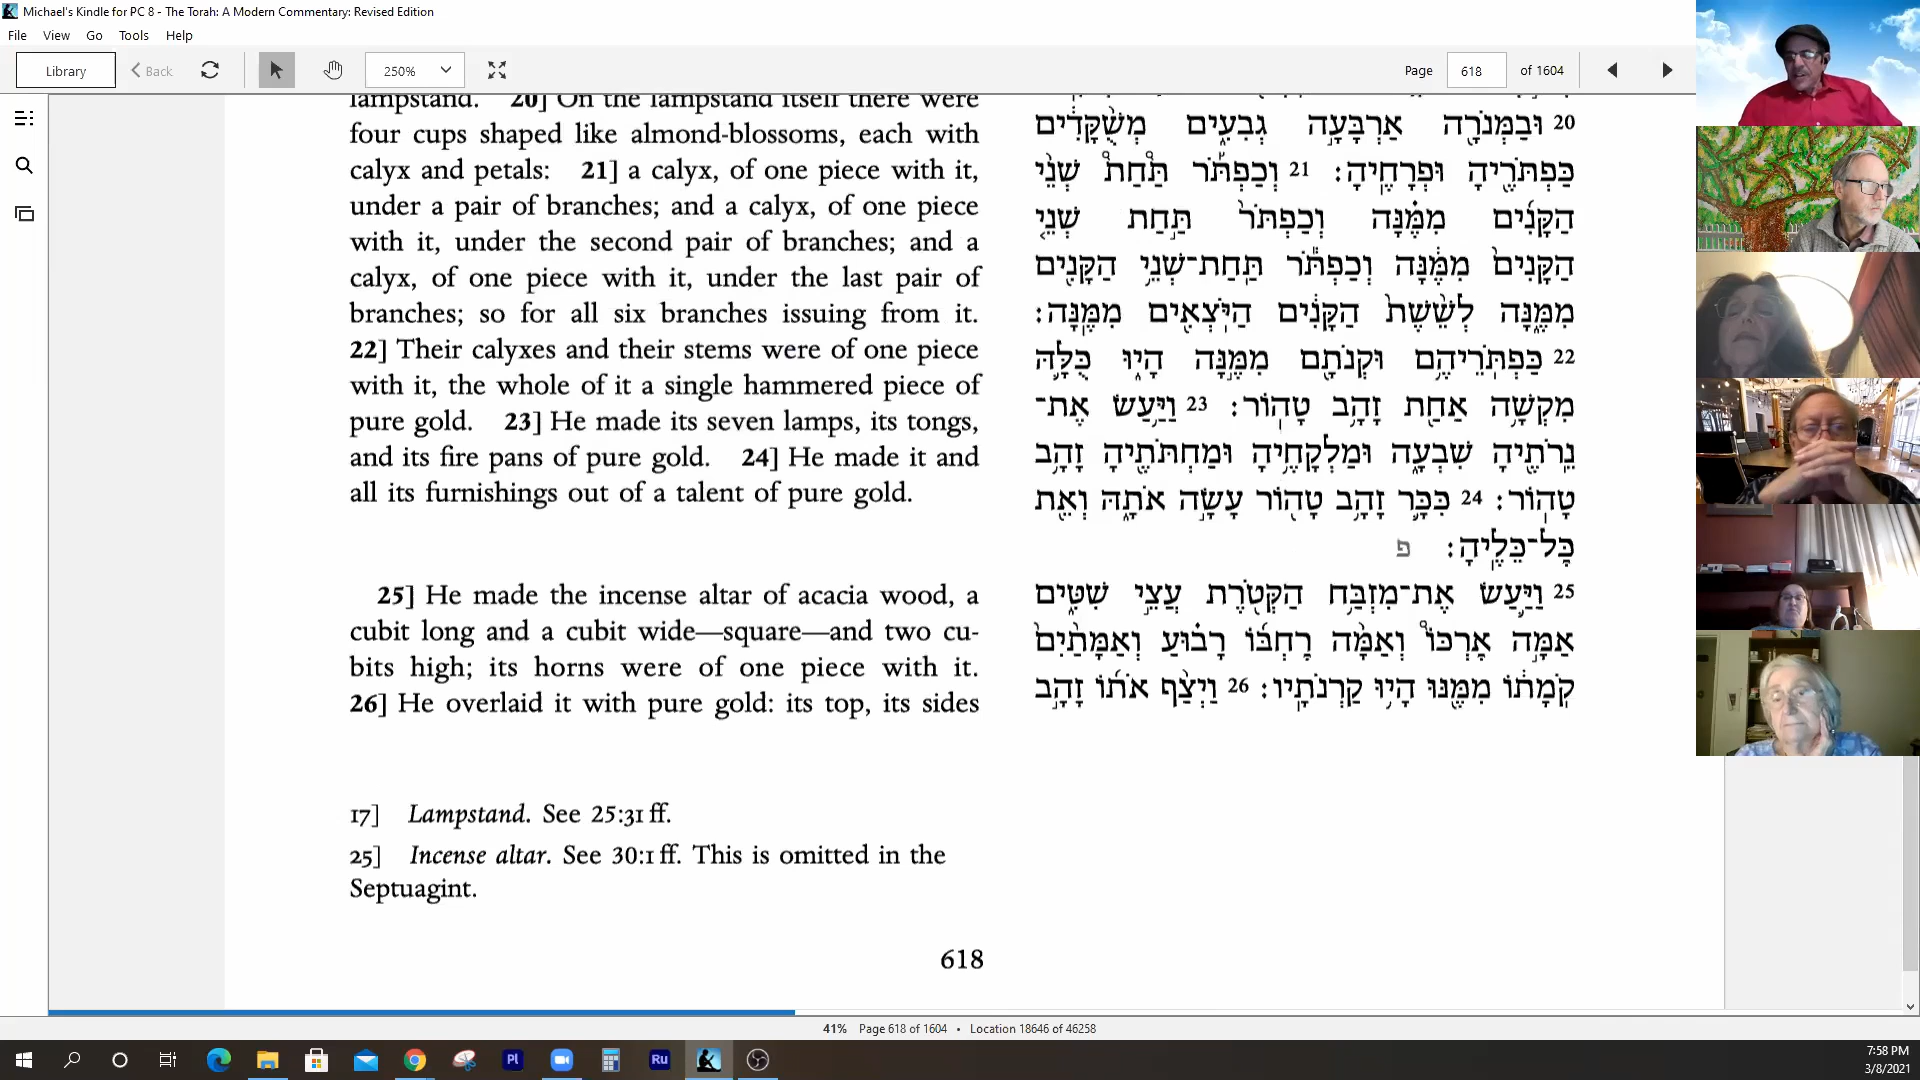 Michael's Kindle for PC 8 - The Torah: A Modern Commentary: Revised Edition
File View Go Tools Help
Library Back 250% Page 618 of 1604
lampstand. 20] On the lampstand itself there were
four cups shaped like almond-blossoms, each with
calyx and petals: 21] a calyx, of one piece with it,
under a pair of branches; and a calyx, of one piece
with it, under the second pair of branches; and a
calyx, of one piece with it, under the last pair of
branches; so for all six branches issuing from it.
22] Their calyxes and their stems were of one piece
with it, the whole of it a single hammered piece of
pure gold. 23] He made its seven lamps, its tongs,
and its fire pans of pure gold. 24] He made it and
all its furnishings out of a talent of pure gold.
25] He made the incense altar of acacia wood, a
cubit long and a cubit wide—square—and two cu-
bits high; its horns were of one piece with it.
26] He overlaid it with pure gold: its top, its sides
20 וּבַמְּנֹרָ֖ה אַרְבָּעָ֣ה גְבִעִ֑ים מְשֻׁ֨קָּדִ֔ים
כַּפְתֹּרֶ֖יהָ וּפְרָחֶֽיהָ׃ 21 וְכַפְתֹּ֡ר תַּ֩חַת֩ שְׁנֵ֨י
הַקָּנִ֜ים מִמֶּ֗נָּה וְכַפְתֹּר֙ תַּ֣חַת שְׁנֵ֤י
הַקָּנִים֙ מִמֶּ֔נָּה וְכַפְתֹּ֕ר תַּֽחַת־שְׁנֵ֥י הַקָּנִ֖ים
מִמֶּ֑נָּה לְשֵׁ֙שֶׁת֙ הַקָּנִ֔ים הַיֹּצְאִ֖ים מִמֶּֽנָּה׃
22 כַּפְתֹּרֵיהֶ֥ם וּקְנֹתָ֖ם מִמֶּ֣נָּה הָי֑וּ כֻּלָּ֛הּ
מִקְשָׁ֥ה אַחַ֖ת זָהָ֥ב טָהֽוֹר׃ 23 וַיַּ֥עַשׂ אֶת־
נֵרֹתֶ֖יהָ שִׁבְעָ֑ה וּמַלְקָחֶ֥יהָ וּמַחְתֹּתֶ֖יהָ זָהָ֥ב
טָהֽוֹר׃ 24 כִּכָּ֛ר זָהָ֥ב טָה֖וֹר עָשָׂ֣ה אֹתָ֑הּ וְאֵ֖ת
כׇּל־כֵּלֶֽיהָ׃ פ
25 וַיַּ֛עַשׂ אֶת־מִזְבַּ֥ח הַקְּטֹ֖רֶת עֲצֵ֣י שִׁטִּ֑ים
אַמָּ֣ה אׇרְכּוֹ֩ וְאַמָּ֨ה רׇחְבּ֜וֹ רָב֗וּעַ וְאַמָּתַ֙יִם֙
קֹֽמָת֔וֹ מִמֶּ֖נּוּ הָי֥וּ קַרְנֹתָֽיו׃ 26 וַיְצַ֨ף אֹת֜וֹ זָהָ֣ב
17] Lampstand. See 25:31 ff.
25] Incense altar. See 30:1 ff. This is omitted in the
Septuagint.
618
41% Page 618 of 1604 • Location 18646 of 46258
Pl Ru
7:58 PM
3/8/2021